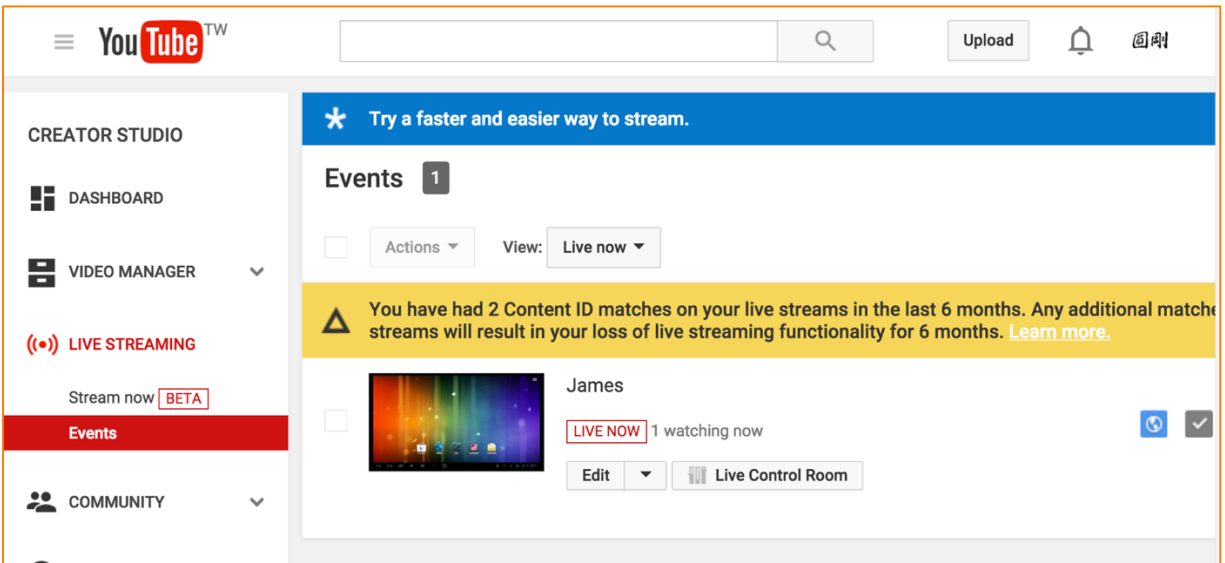 YouTube TW
Upload
圓剛
CREATOR STUDIO
DASHBOARD
VIDEO MANAGER
LIVE STREAMING
Stream now BETA
Events
COMMUNITY
Try a faster and easier way to stream.
Events 1
Actions
View: Live now
You have had 2 Content ID matches on your live streams in the last 6 months. Any additional matche
streams will result in your loss of live streaming functionality for 6 months. Learn more.
James
LIVE NOW 1 watching now
Edit
Live Control Room